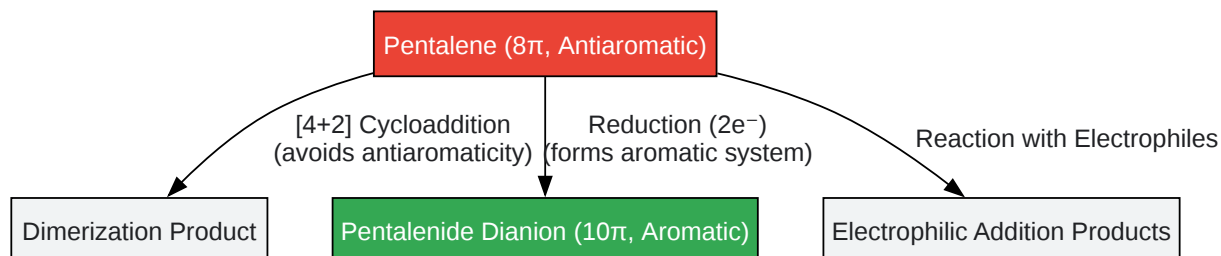 Pentalene (8π, Antiaromatic)
[4+2] Cycloaddition
(avoids antiaromaticity)
Reduction (2e⁻)
(forms aromatic system)
Reaction with Electrophiles
Dimerization Product
Pentalenide Dianion (10π, Aromatic)
Electrophilic Addition Products